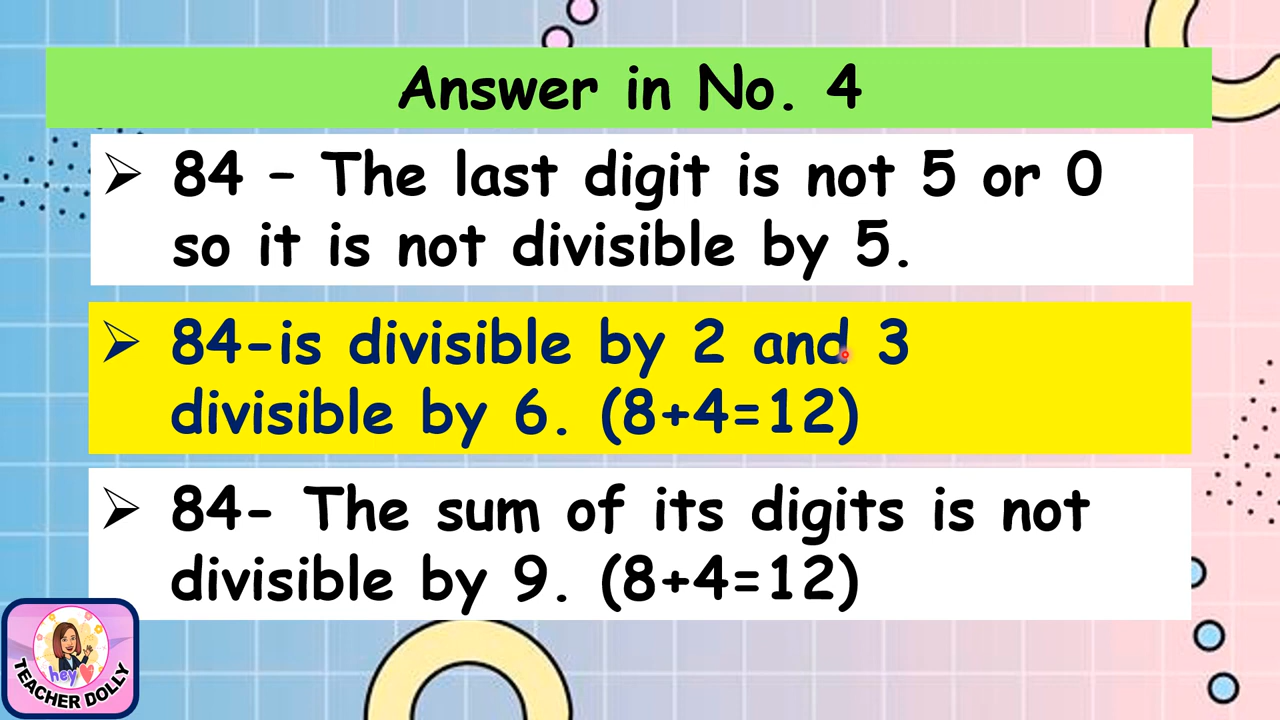 Answer in No. 4
➢ 84 – The last digit is not 5 or 0
so it is not divisible by 5.
➢ 84-is divisible by 2 and 3
divisible by 6. (8+4=12)
➢ 84- The sum of its digits is not
divisible by 9. (8+4=12)
hey
TEACHER DOLLY